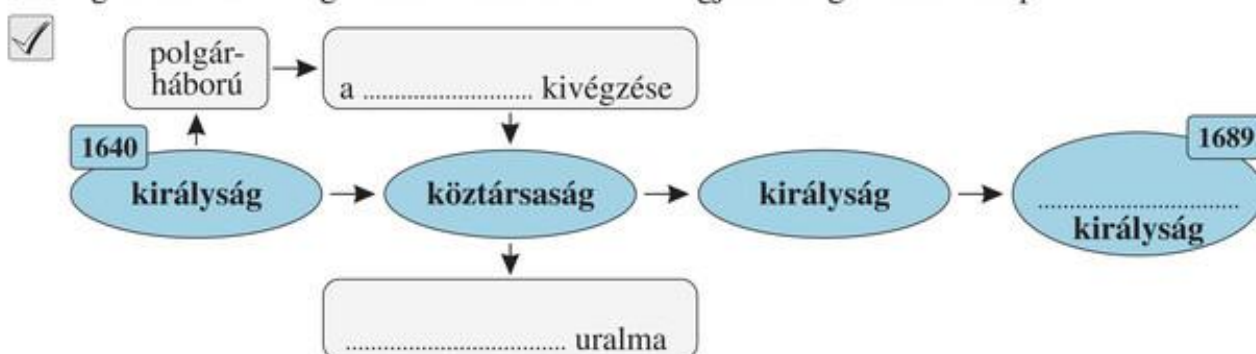 polgár-
háború
a ........................... kivégzése
1640
királyság
köztársaság
királyság
1689
................................
királyság
................................... uralma